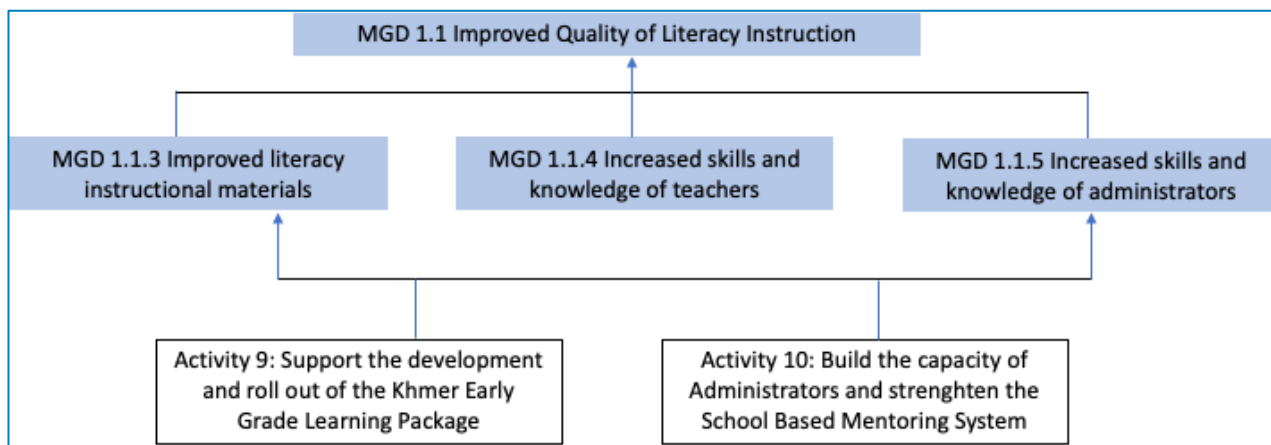 MGD 1.1 Improved Quality of Literacy Instruction
MGD 1.1.3 Improved literacy
instructional materials
MGD 1.1.4 Increased skills and
knowledge of teachers
MGD 1.1.5 Increased skills and
knowledge of administrators
Activity 9: Support the development
and roll out of the Khmer Early
Grade Learning Package
Activity 10: Build the capacity of
Administrators and strenghten the
School Based Mentoring System